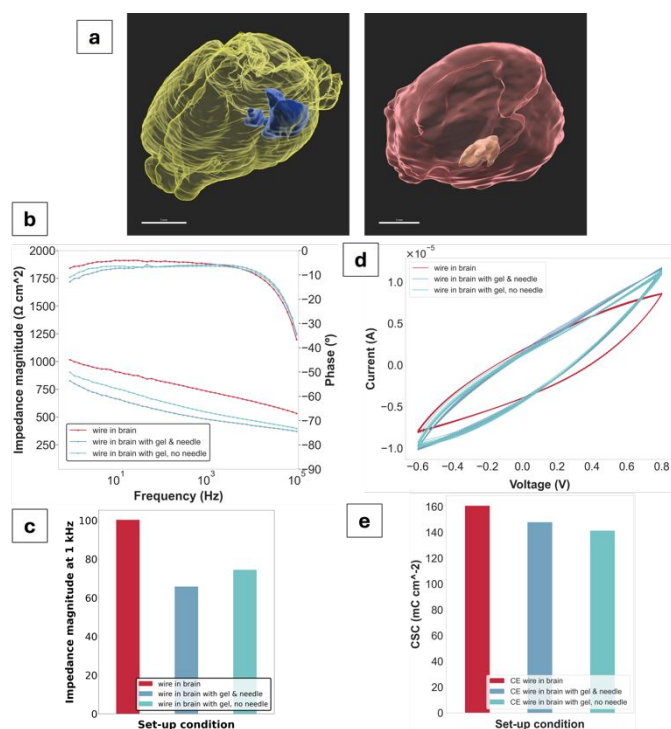 a
b
2000
1750
1500
1250
1000
750
500
250
Impedance magnitude (Ω cm^2)
0
−10
−20
−30
−40
−50
−60
−70
−80
−90
Phase (°)
wire in brain
wire in brain with gel & needle
wire in brain with gel, no needle
10^1
10^3
10^5
Frequency (Hz)
d
×10^-5
1.0
0.5
0.0
−0.5
−1.0
Current (A)
wire in brain
wire in brain with gel & needle
wire in brain with gel, no needle
−0.6
−0.4
−0.2
0.0
0.2
0.4
0.6
0.8
Voltage (V)
c
100
80
60
40
20
0
Impedance magnitude at 1 kHz
wire in brain
wire in brain with gel & needle
wire in brain with gel, no needle
Set-up condition
e
160
140
120
100
80
60
40
20
0
CSC (mC cm^-2)
CE wire in brain
CE wire in brain with gel & needle
CE wire in brain with gel, no needle
Set-up condition